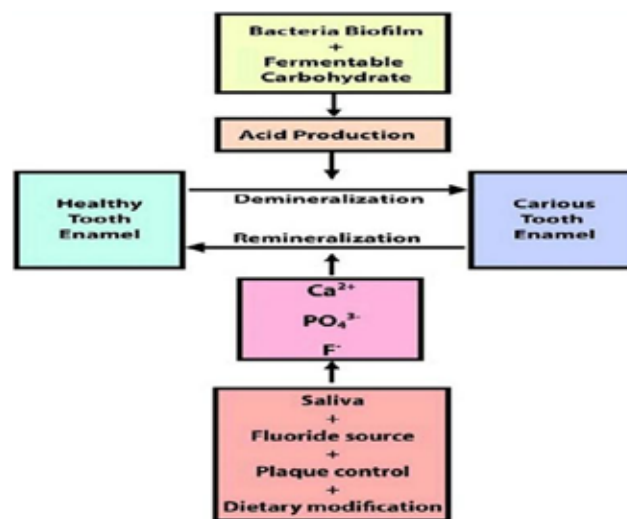 Bacteria Biofilm
+
Fermentable
Carbohydrate
Acid Production
Healthy
Tooth
Enamel
Demineralization
Remineralization
Carious
Tooth
Enamel
Ca²⁺
PO₄³⁻
F⁻
Saliva
+
Fluoride source
+
Plaque control
+
Dietary modification